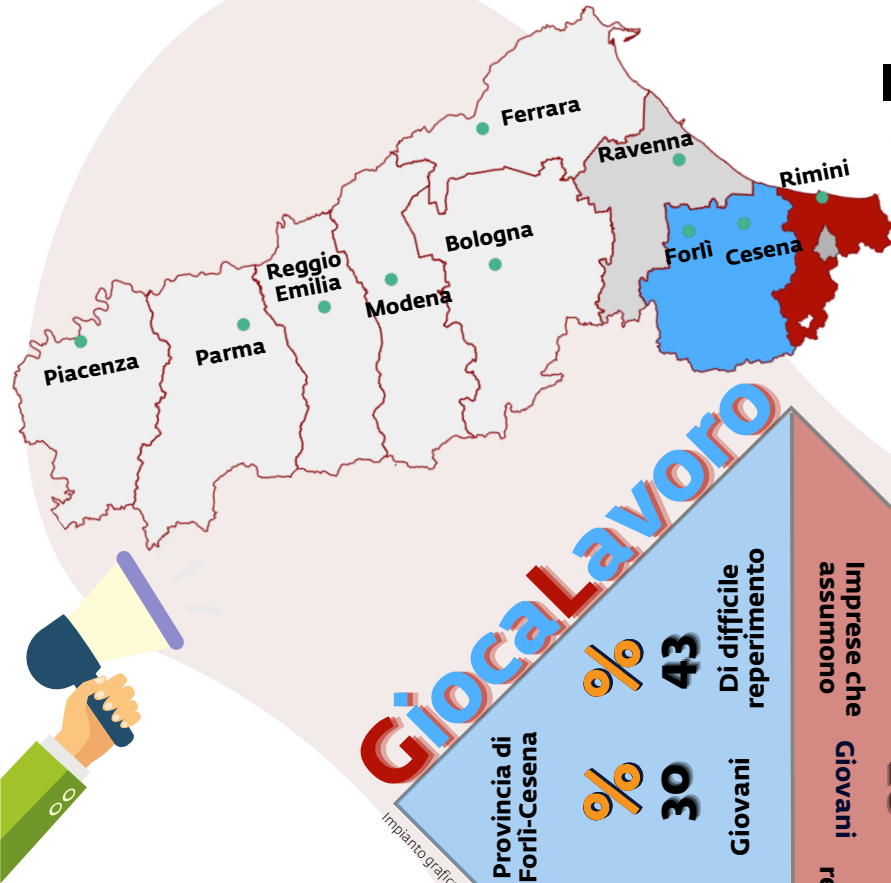 Ferrara
Ravenna
Rimini
Bologna
Forlì
Cesena
Reggio
Emilia
Modena
Parma
Piacenza
GiocaLavoro
Provincia di
Forlì-Cesena
%
43
Di difficile
reperimento
%
30
Giovani
Imprese che
assumono
Giovani
Impianto grafico